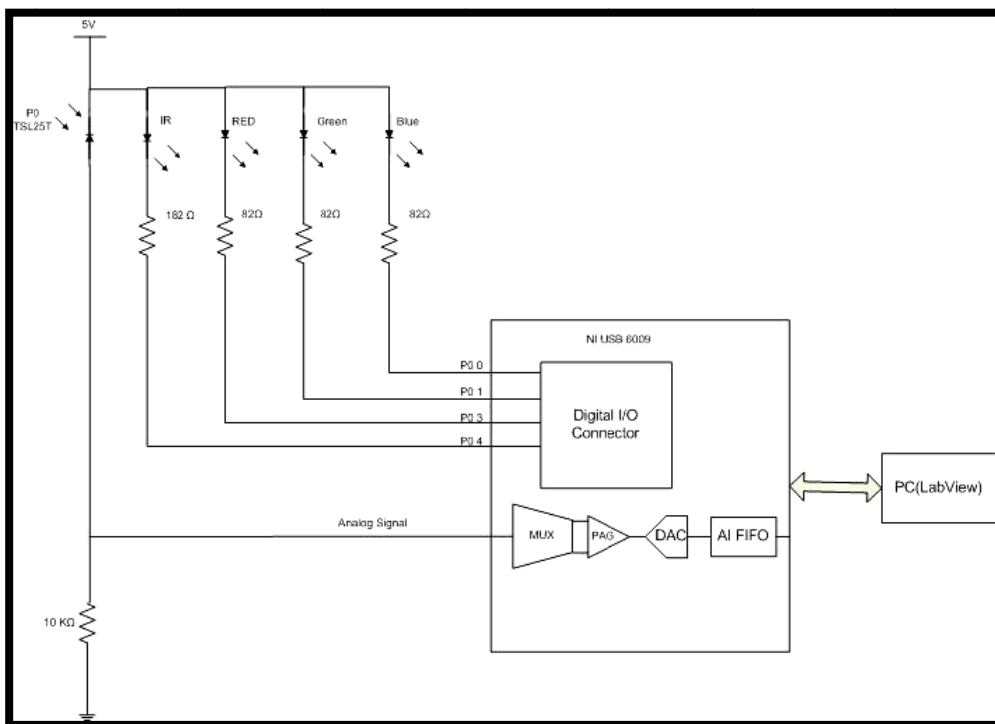 5V
P0
TSL25T
IR
RED
Green
Blue
182 Ω
82Ω
82Ω
82Ω
NI USB 6009
P0 0
P0 1
P0 3
P0 4
Digital I/O
Connector
PC(LabView)
Analog Signal
MUX
PAG
DAC
AI FIFO
10 KΩ